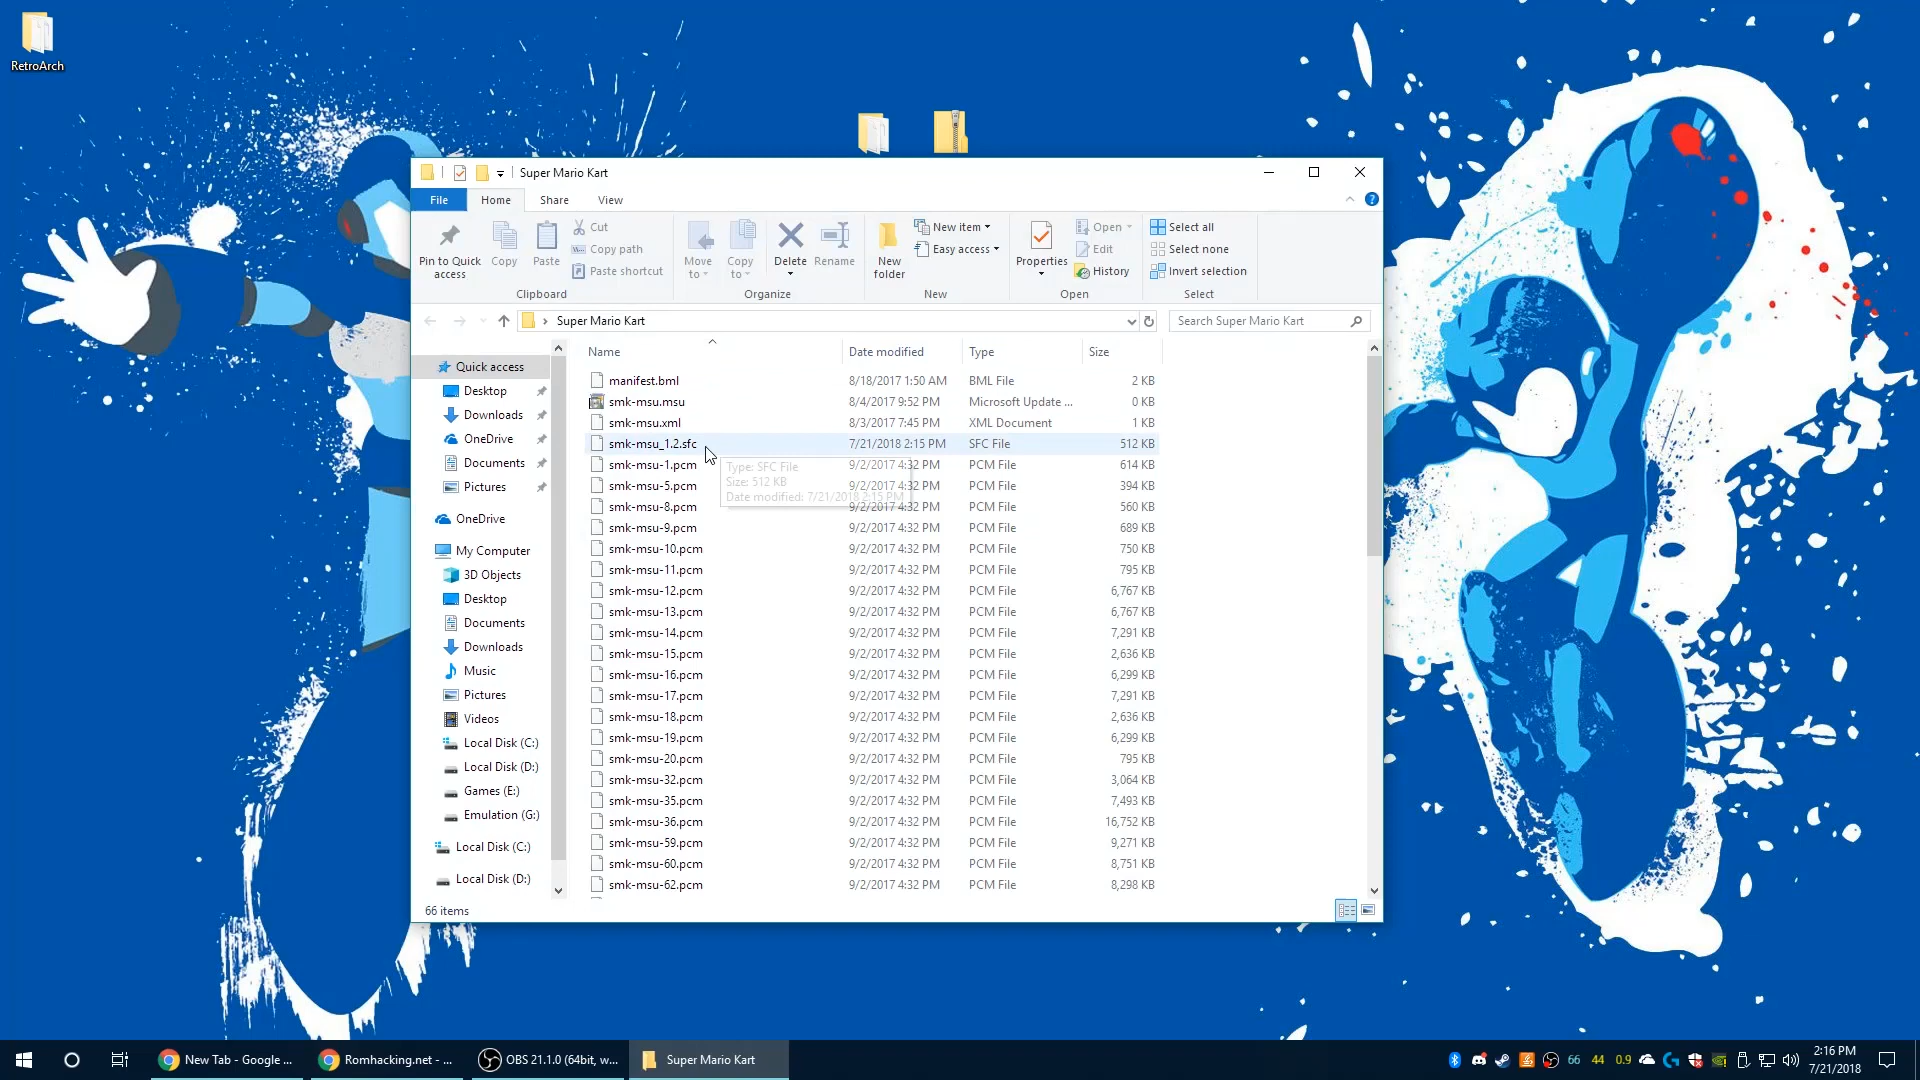 RetroArch
Super Mario Kart
File Home Share View
Pin to Quick access
Copy
Paste
Cut
Copy path
Paste shortcut
Clipboard
Move to
Copy to
Delete
Rename
Organize
New folder
New item
Easy access
New
Properties
Open
Edit
History
Open
Select all
Select none
Invert selection
Select
Super Mario Kart
Search Super Mario Kart
Quick access
Desktop
Downloads
OneDrive
Documents
Pictures
OneDrive
My Computer
3D Objects
Desktop
Documents
Downloads
Music
Pictures
Videos
Local Disk (C:)
Local Disk (D:)
Games (E:)
Emulation (G:)
Local Disk (C:)
Local Disk (D:)
Name Date modified Type Size
manifest.bml 8/18/2017 1:50 AM BML File 2 KB
smk-msu.msu 8/4/2017 9:52 PM Microsoft Update ... 0 KB
smk-msu.xml 8/3/2017 7:45 PM XML Document 1 KB
smk-msu_1.2.sfc 7/21/2018 2:15 PM SFC File 512 KB
smk-msu-1.pcm 9/2/2017 4:32 PM PCM File 614 KB
smk-msu-5.pcm 9/2/2017 4:32 PM PCM File 394 KB
smk-msu-8.pcm 9/2/2017 4:32 PM PCM File 560 KB
smk-msu-9.pcm 9/2/2017 4:32 PM PCM File 689 KB
smk-msu-10.pcm 9/2/2017 4:32 PM PCM File 750 KB
smk-msu-11.pcm 9/2/2017 4:32 PM PCM File 795 KB
smk-msu-12.pcm 9/2/2017 4:32 PM PCM File 6,767 KB
smk-msu-13.pcm 9/2/2017 4:32 PM PCM File 6,767 KB
smk-msu-14.pcm 9/2/2017 4:32 PM PCM File 7,291 KB
smk-msu-15.pcm 9/2/2017 4:32 PM PCM File 2,636 KB
smk-msu-16.pcm 9/2/2017 4:32 PM PCM File 6,299 KB
smk-msu-17.pcm 9/2/2017 4:32 PM PCM File 7,291 KB
smk-msu-18.pcm 9/2/2017 4:32 PM PCM File 2,636 KB
smk-msu-19.pcm 9/2/2017 4:32 PM PCM File 6,299 KB
smk-msu-20.pcm 9/2/2017 4:32 PM PCM File 795 KB
smk-msu-32.pcm 9/2/2017 4:32 PM PCM File 3,064 KB
smk-msu-35.pcm 9/2/2017 4:32 PM PCM File 7,493 KB
smk-msu-36.pcm 9/2/2017 4:32 PM PCM File 16,752 KB
smk-msu-59.pcm 9/2/2017 4:32 PM PCM File 9,271 KB
smk-msu-60.pcm 9/2/2017 4:32 PM PCM File 8,751 KB
smk-msu-62.pcm 9/2/2017 4:32 PM PCM File 8,298 KB
Type: SFC File
Size: 512 KB
Date modified: 7/21/2018 2:15 PM
66 items
New Tab - Google ...
Romhacking.net - ...
OBS 21.1.0 (64bit, w...
Super Mario Kart
66 44 0.9
2:16 PM
7/21/2018